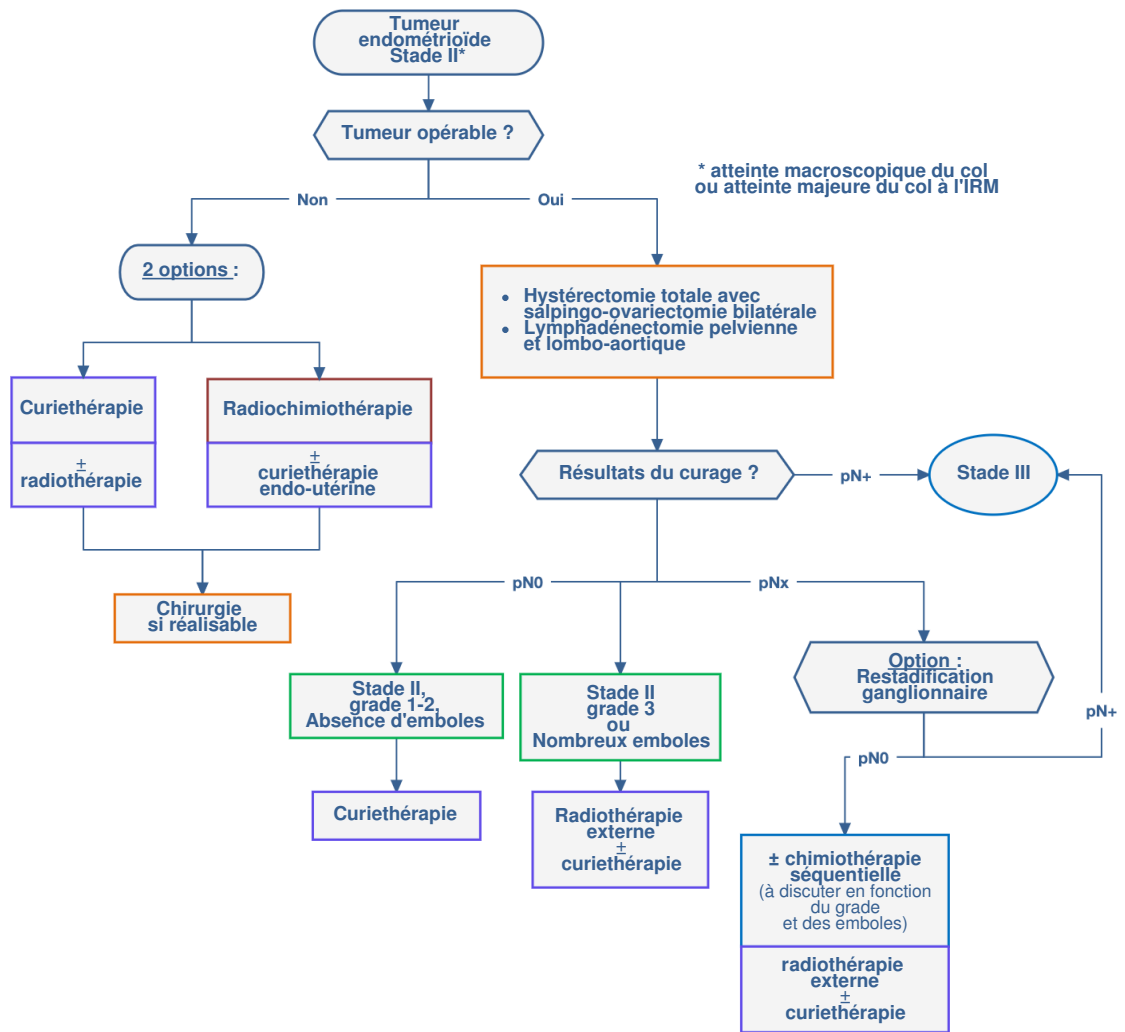 Tumeur
endométrioïde
Stade II*
Tumeur opérable ?
* atteinte macroscopique du col
ou atteinte majeure du col à l'IRM
Non
Oui
2 options :
• Hystérectomie totale avec
salpingo-ovariectomie bilatérale
• Lymphadénectomie pelvienne
et lombo-aortique
Curiethérapie
±
radiothérapie
Radiochimiothérapie
±
curiethérapie
endo-utérine
Chirurgie
si réalisable
Résultats du curage ?
pN+
Stade III
pN0
pNx
Stade II,
grade 1-2,
Absence d'emboles
Stade II
grade 3
ou
Nombreux emboles
Option :
Restadification
ganglionnaire
pN+
pN0
Curiethérapie
Radiothérapie
externe
±
curiethérapie
± chimiothérapie
séquentielle
(à discuter en fonction
du grade
et des emboles)
radiothérapie
externe
±
curiethérapie